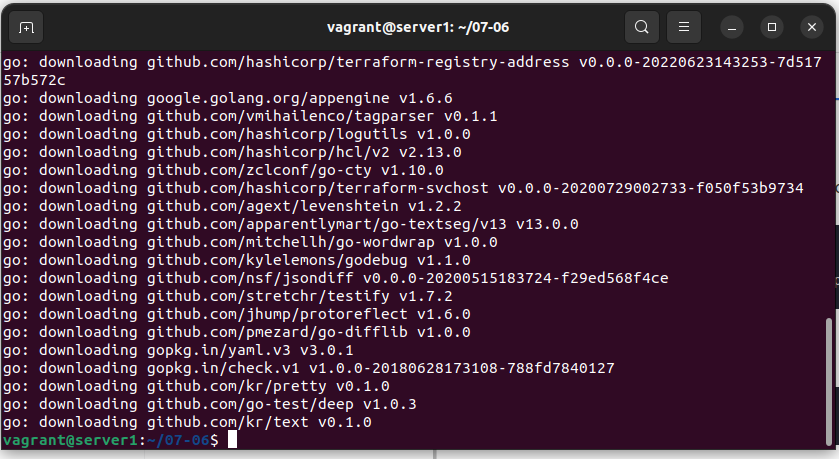 vagrant@server1: ~/07-06
go: downloading github.com/hashicorp/terraform-registry-address v0.0.0-20220623143253-7d517
57b572c
go: downloading google.golang.org/appengine v1.6.6
go: downloading github.com/vmihailenco/tagparser v0.1.1
go: downloading github.com/hashicorp/logutils v1.0.0
go: downloading github.com/hashicorp/hcl/v2 v2.13.0
go: downloading github.com/zclconf/go-cty v1.10.0
go: downloading github.com/hashicorp/terraform-svchost v0.0.0-20200729002733-f050f53b9734
go: downloading github.com/agext/levenshtein v1.2.2
go: downloading github.com/apparentlymart/go-textseg/v13 v13.0.0
go: downloading github.com/mitchellh/go-wordwrap v1.0.0
go: downloading github.com/kylelemons/godebug v1.1.0
go: downloading github.com/nsf/jsondiff v0.0.0-20200515183724-f29ed568f4ce
go: downloading github.com/stretchr/testify v1.7.2
go: downloading github.com/jhump/protoreflect v1.6.0
go: downloading github.com/pmezard/go-difflib v1.0.0
go: downloading gopkg.in/yaml.v3 v3.0.1
go: downloading gopkg.in/check.v1 v1.0.0-20180628173108-788fd7840127
go: downloading github.com/kr/pretty v0.1.0
go: downloading github.com/go-test/deep v1.0.3
go: downloading github.com/kr/text v0.1.0
vagrant@server1:~/07-06$